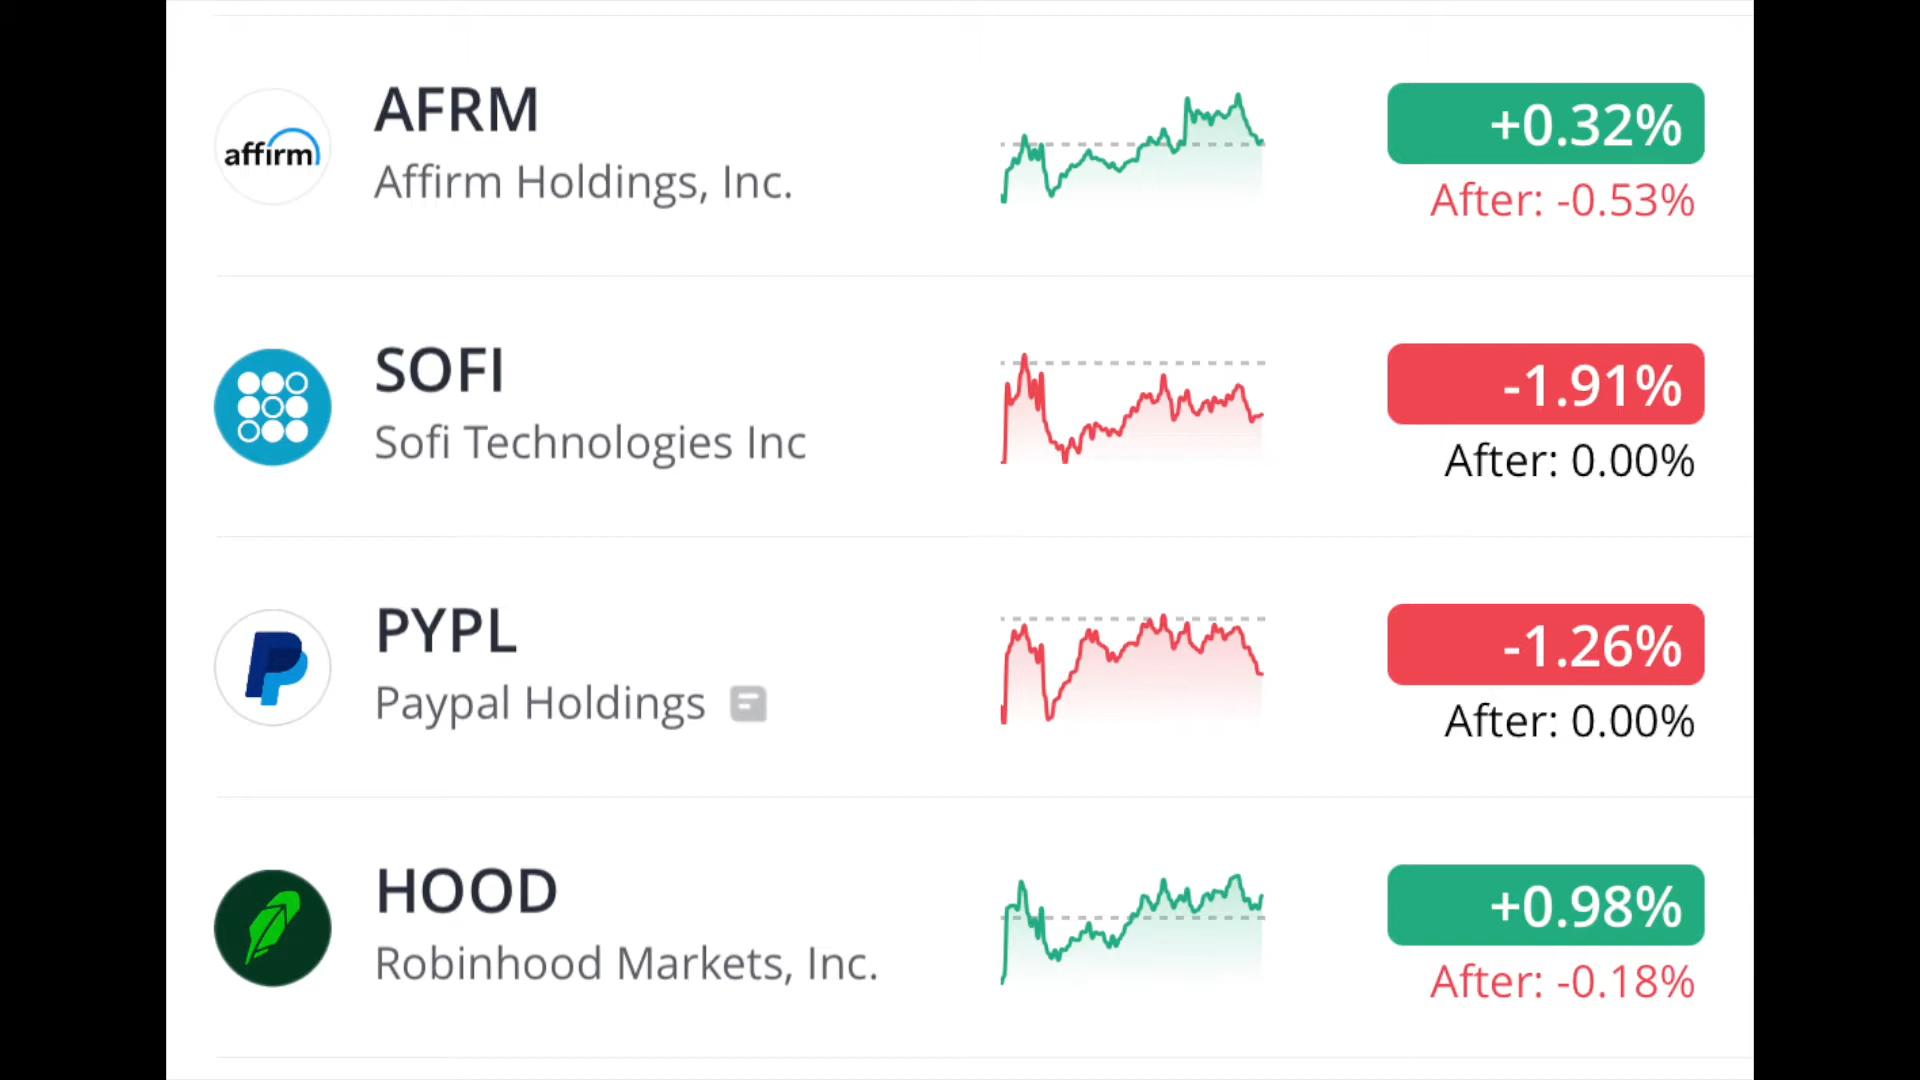 affirm
AFRM
Affirm Holdings, Inc.
+0.32%
After: -0.53%
SOFI
Sofi Technologies Inc
-1.91%
After: 0.00%
PYPL
Paypal Holdings
-1.26%
After: 0.00%
HOOD
Robinhood Markets, Inc.
+0.98%
After: -0.18%